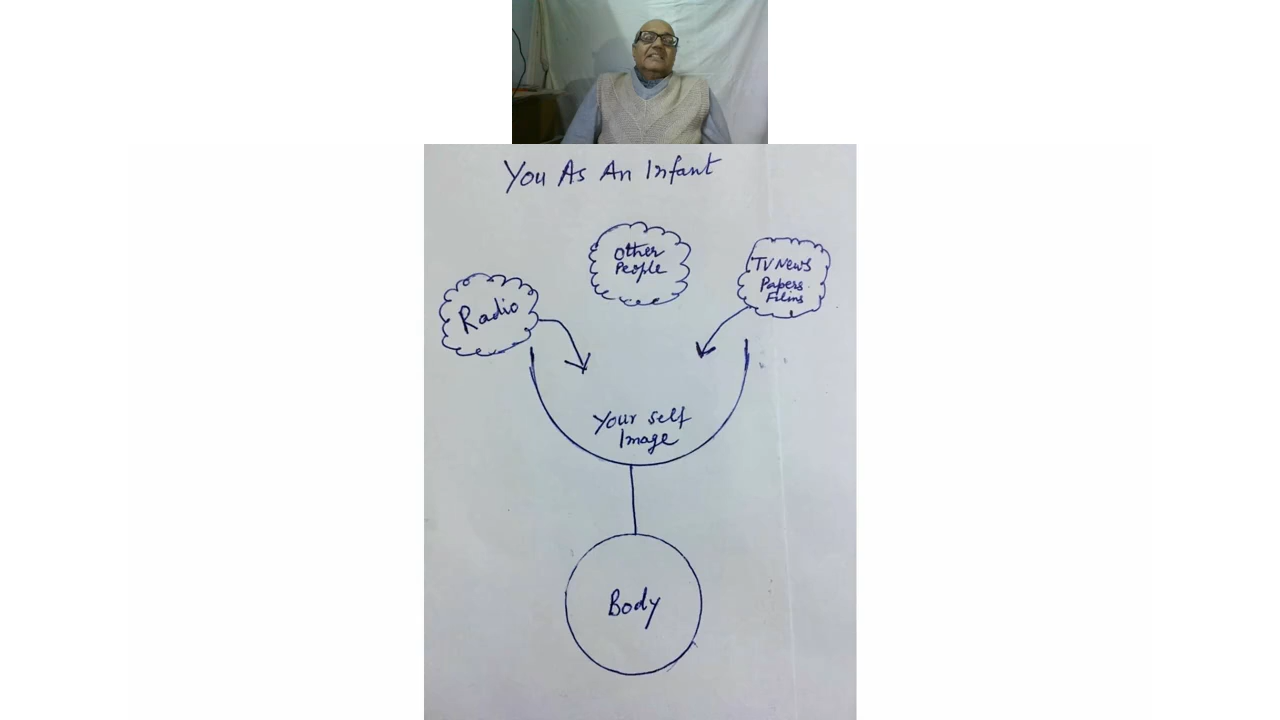 You As An Infant
Other
People
TV News
Papers
Films
Radio
Your self
Image
Body